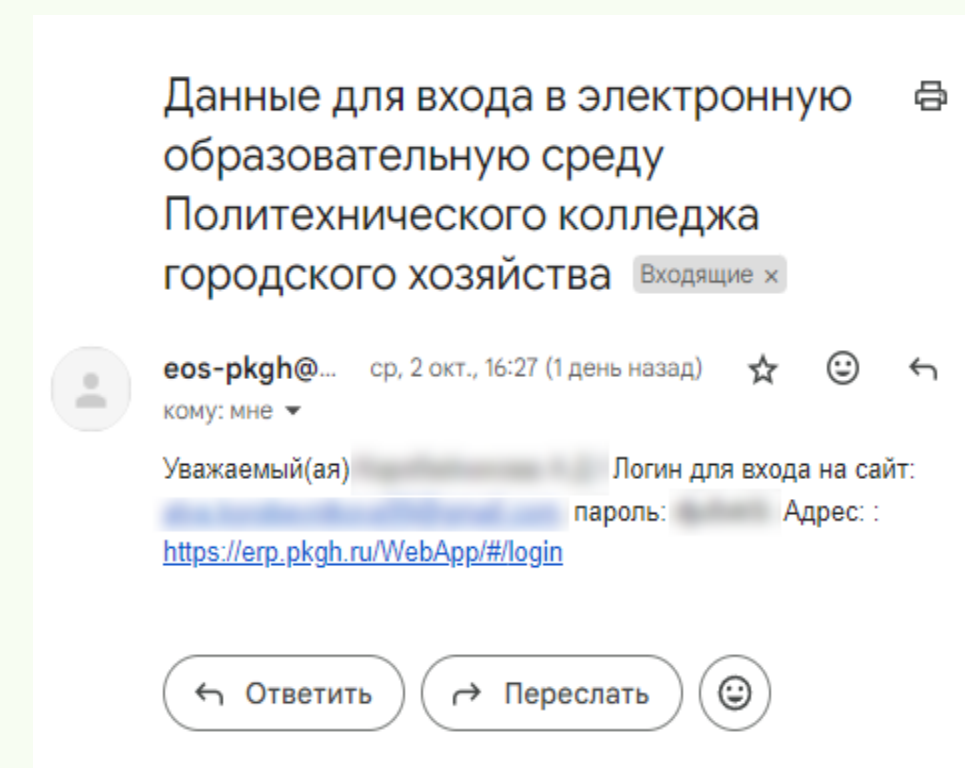 Данные для входа в электронную
образовательную среду
Политехнического колледжа
городского хозяйства Входящие ×
eos-pkgh@... ср, 2 окт., 16:27 (1 день назад)
кому: мне
Уважаемый(ая) Логин для входа на сайт:
пароль: Адрес: :
https://erp.pkgh.ru/WebApp/#/login
Ответить Переслать